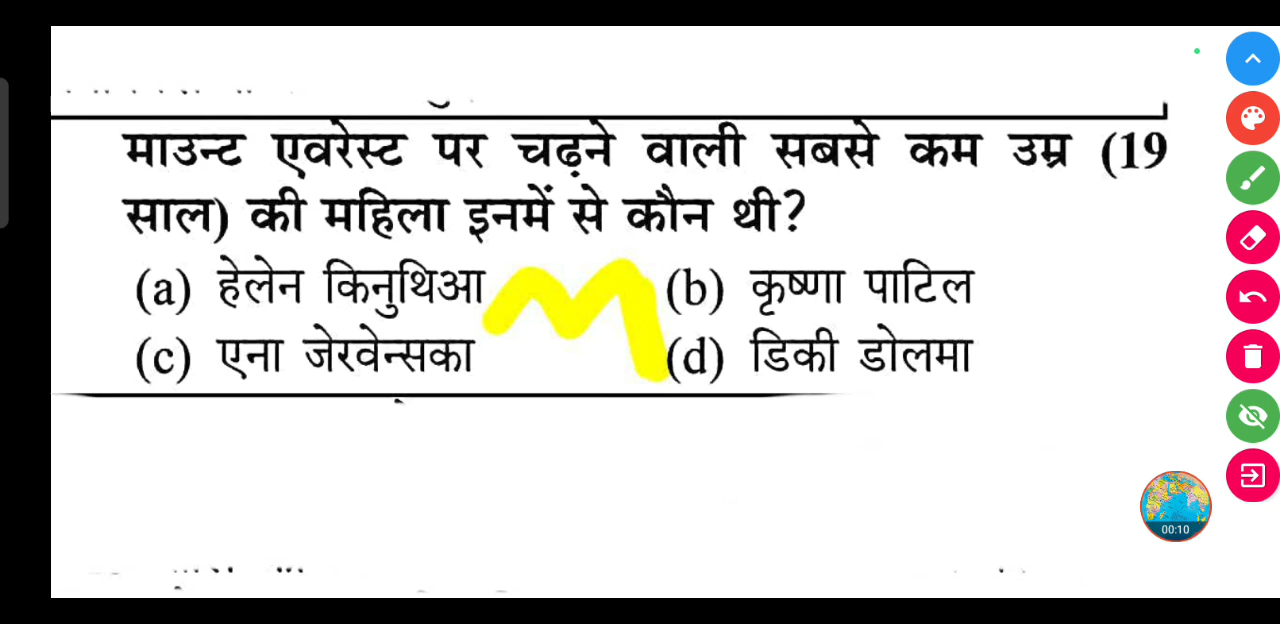 माउन्ट एवरेस्ट पर चढ़ने वाली सबसे कम उम्र (19
साल) की महिला इनमें से कौन थी?
(a) हेलेन किनुथिआ (b) कृष्णा पाटिल
(c) एना जेरवेन्सका (d) डिकी डोलमा
00:10